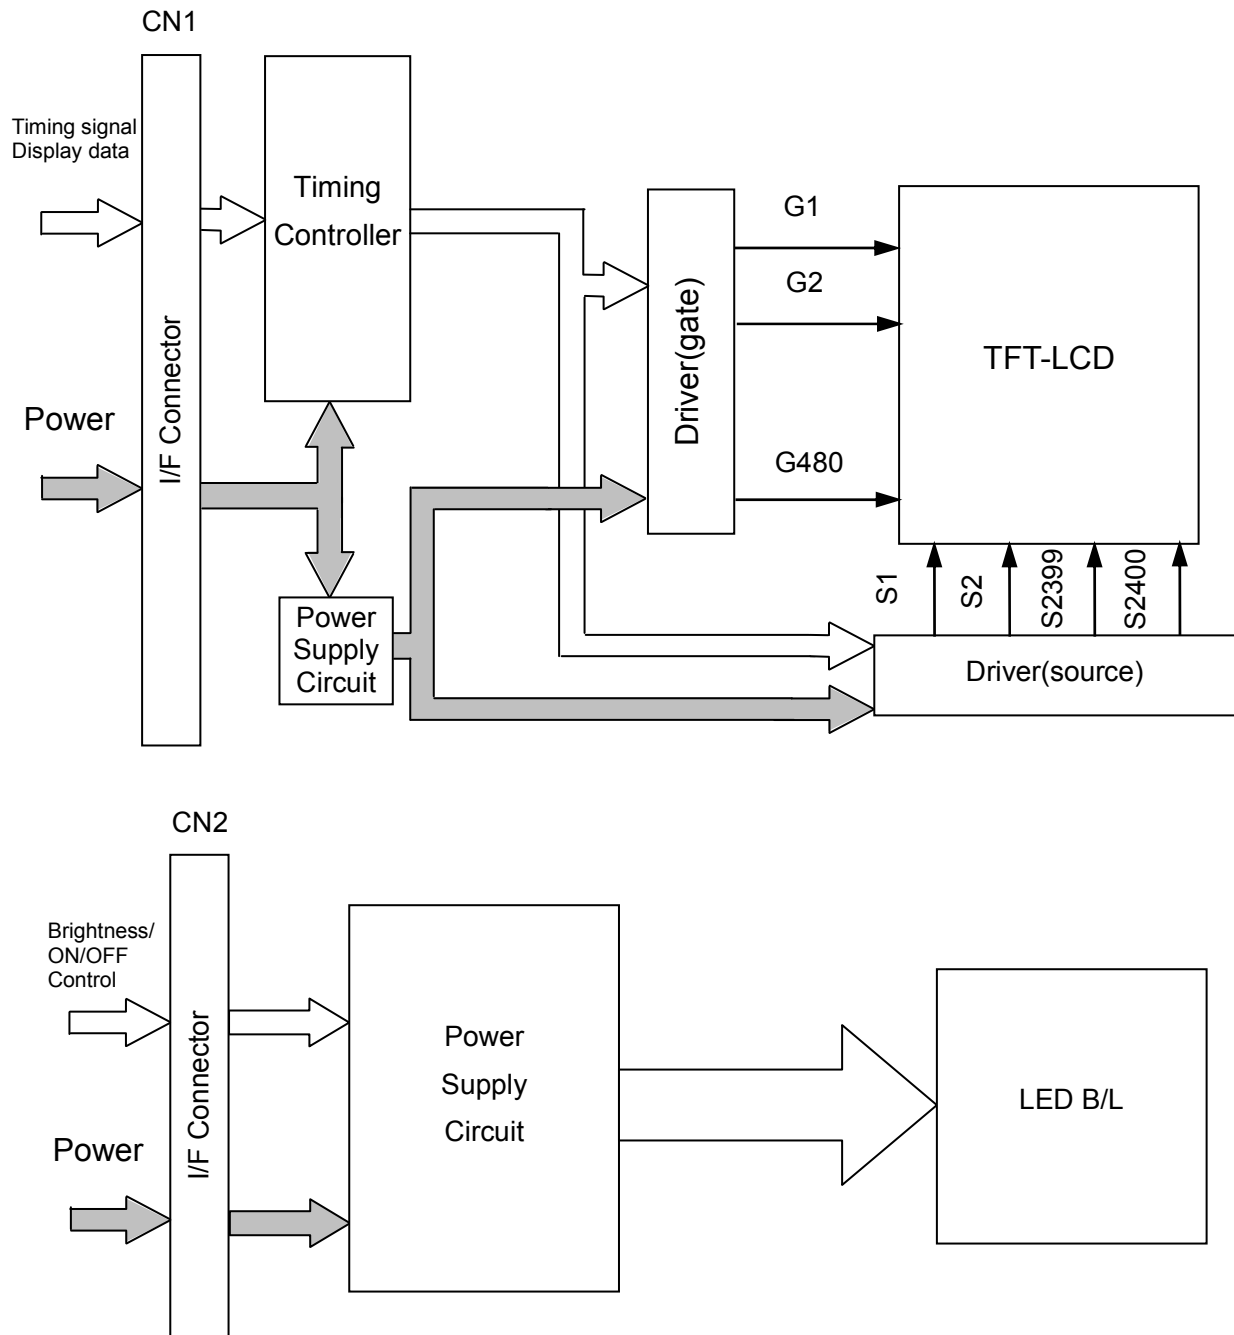 CN1
Timing signal
Display data
Power
I/F Connector
Timing
Controller
Power
Supply
Circuit
Driver(gate)
G1
G2
G480
TFT-LCD
S1
S2
S2399
S2400
Driver(source)
CN2
Brightness/
ON/OFF
Control
Power
I/F Connector
Power
Supply
Circuit
LED B/L